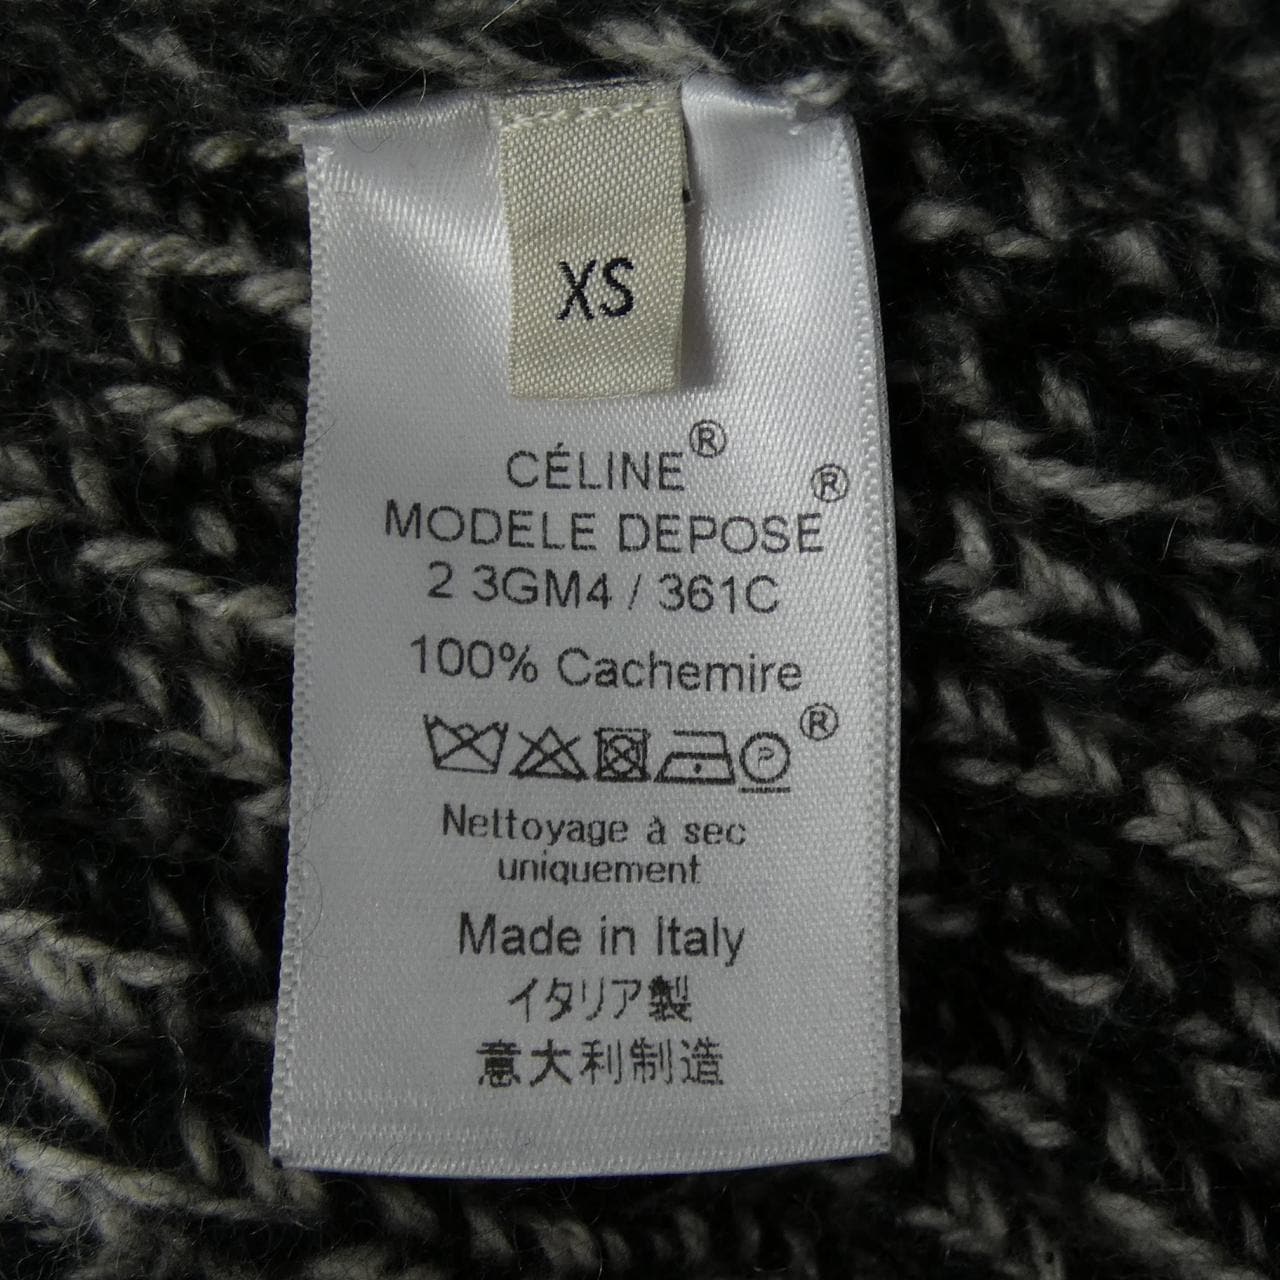 XS
CÉLINE®
MODELE DEPOSE®
2 3GM4 / 361C
100% Cachemire
P ®
Nettoyage à sec
uniquement
Made in Italy
イタリア製
意大利制造